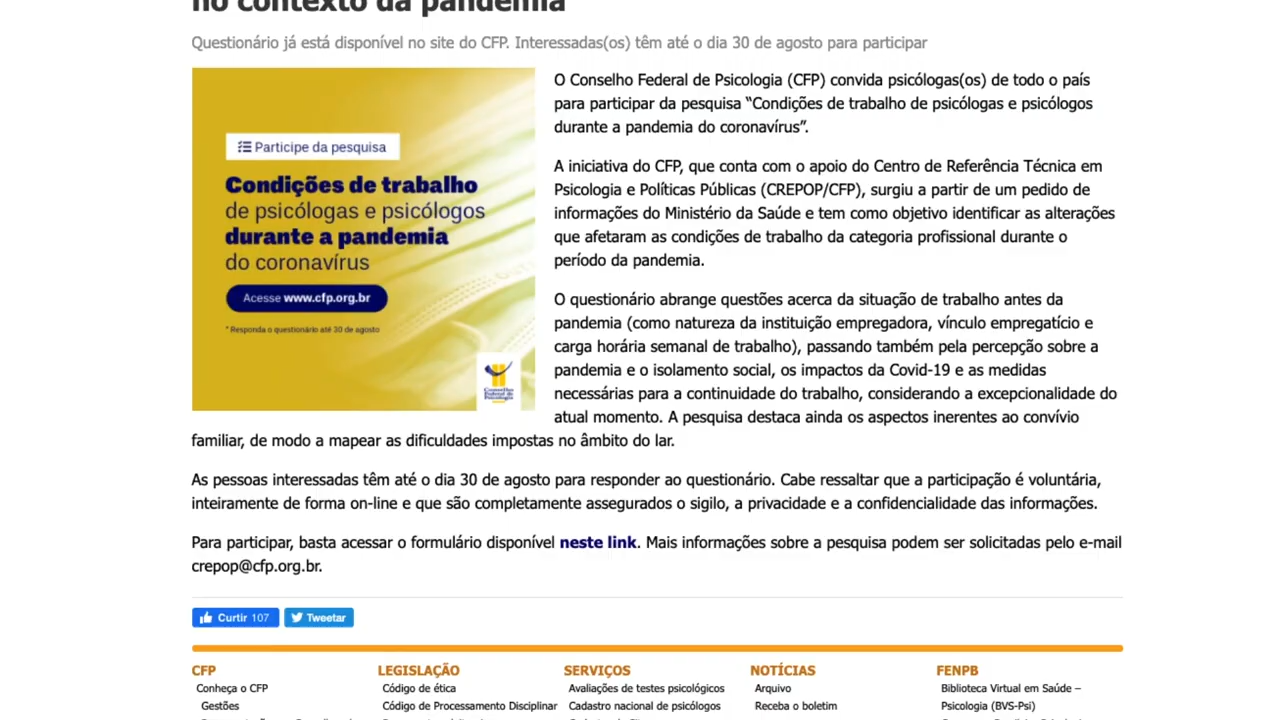 no contexto da pandemia
Questionário já está disponível no site do CFP. Interessadas(os) têm até o dia 30 de agosto para participar
Participe da pesquisa
Condições de trabalho
de psicólogas e psicólogos
durante a pandemia
do coronavírus
Acesse www.cfp.org.br
* Responda o questionário até 30 de agosto
Conselho
Federal de
Psicologia
O Conselho Federal de Psicologia (CFP) convida psicólogas(os) de todo o país
para participar da pesquisa “Condições de trabalho de psicólogas e psicólogos
durante a pandemia do coronavírus”.
A iniciativa do CFP, que conta com o apoio do Centro de Referência Técnica em
Psicologia e Políticas Públicas (CREPOP/CFP), surgiu a partir de um pedido de
informações do Ministério da Saúde e tem como objetivo identificar as alterações
que afetaram as condições de trabalho da categoria profissional durante o
período da pandemia.
O questionário abrange questões acerca da situação de trabalho antes da
pandemia (como natureza da instituição empregadora, vínculo empregatício e
carga horária semanal de trabalho), passando também pela percepção sobre a
pandemia e o isolamento social, os impactos da Covid-19 e as medidas
necessárias para a continuidade do trabalho, considerando a excepcionalidade do
atual momento. A pesquisa destaca ainda os aspectos inerentes ao convívio
familiar, de modo a mapear as dificuldades impostas no âmbito do lar.
As pessoas interessadas têm até o dia 30 de agosto para responder ao questionário. Cabe ressaltar que a participação é voluntária,
inteiramente de forma on-line e que são completamente assegurados o sigilo, a privacidade e a confidencialidade das informações.
Para participar, basta acessar o formulário disponível neste link. Mais informações sobre a pesquisa podem ser solicitadas pelo e-mail
crepop@cfp.org.br.
Curtir 107 Tweetar
CFP LEGISLAÇÃO SERVIÇOS NOTÍCIAS FENPB
Conheça o CFP Código de ética Avaliações de testes psicológicos Arquivo Biblioteca Virtual em Saúde –
Gestões Código de Processamento Disciplinar Cadastro nacional de psicólogos Receba o boletim Psicologia (BVS-Psi)